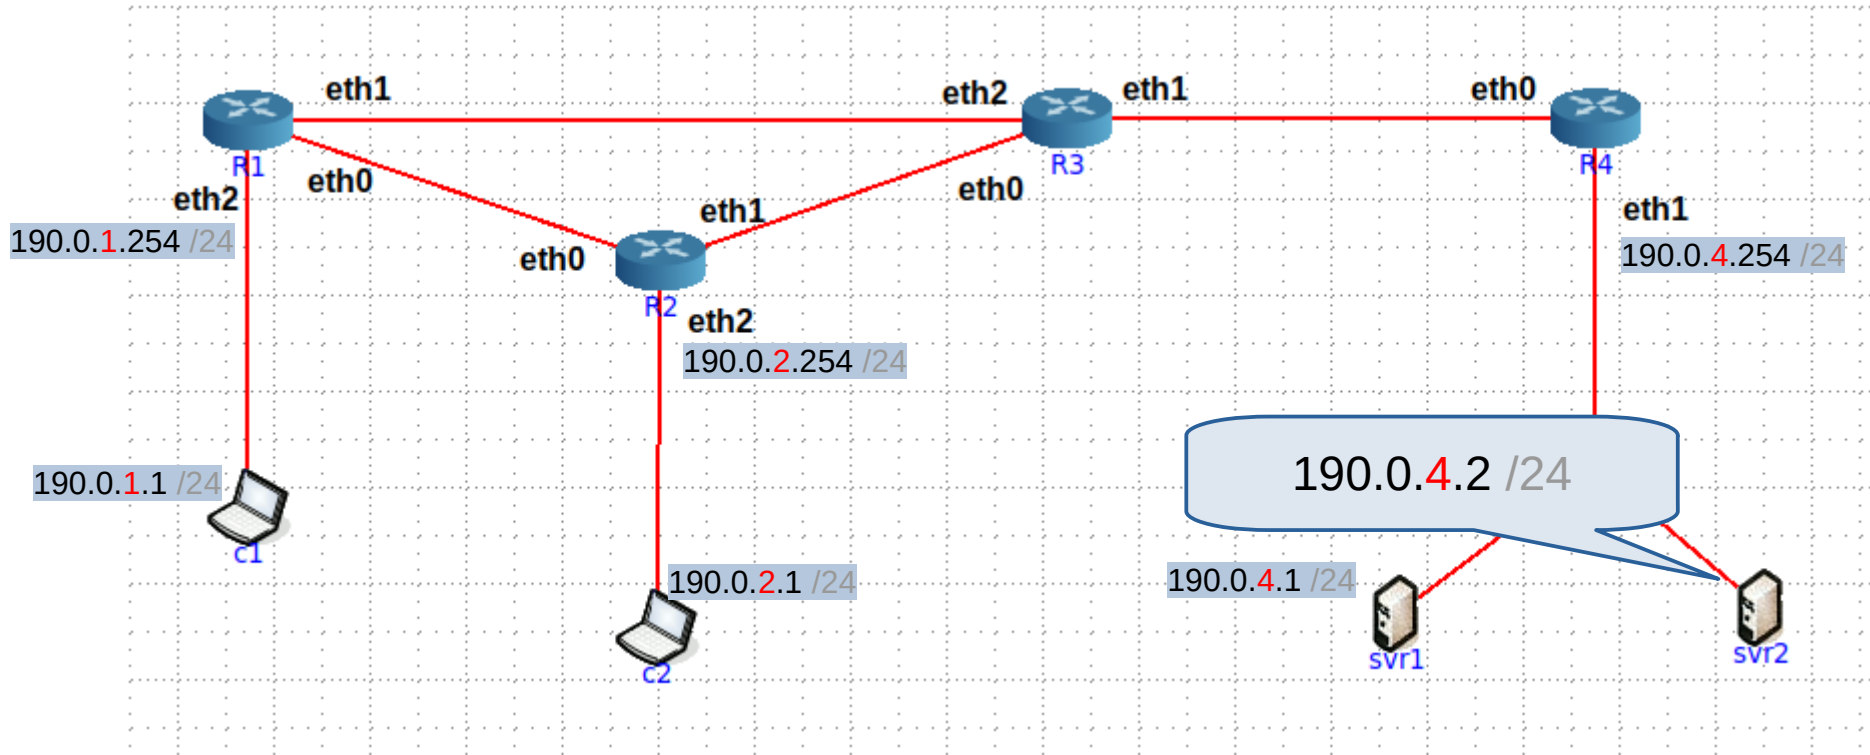 eth1
eth2
eth1
eth0
R1
R3
R4
eth2
eth0
eth0
eth1
eth1
190.0.1.254 /24
190.0.4.254 /24
eth0
R2
eth2
190.0.2.254 /24
190.0.4.2 /24
190.0.1.1 /24
c1
190.0.2.1 /24
190.0.4.1 /24
c2
svr1
svr2